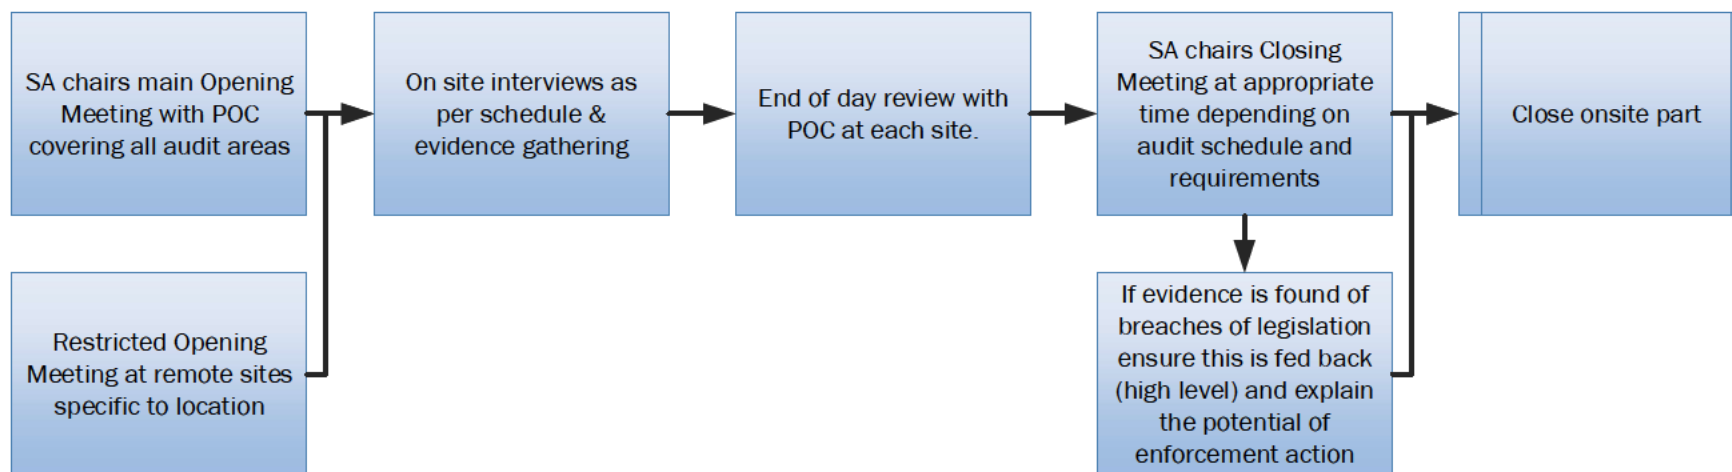 SA chairs main Opening
Meeting with POC
covering all audit areas
On site interviews as
per schedule &
evidence gathering
End of day review with
POC at each site.
SA chairs Closing
Meeting at appropriate
time depending on
audit schedule and
requirements
Close onsite part
Restricted Opening
Meeting at remote sites
specific to location
If evidence is found of
breaches of legislation
ensure this is fed back
(high level) and explain
the potential of
enforcement action